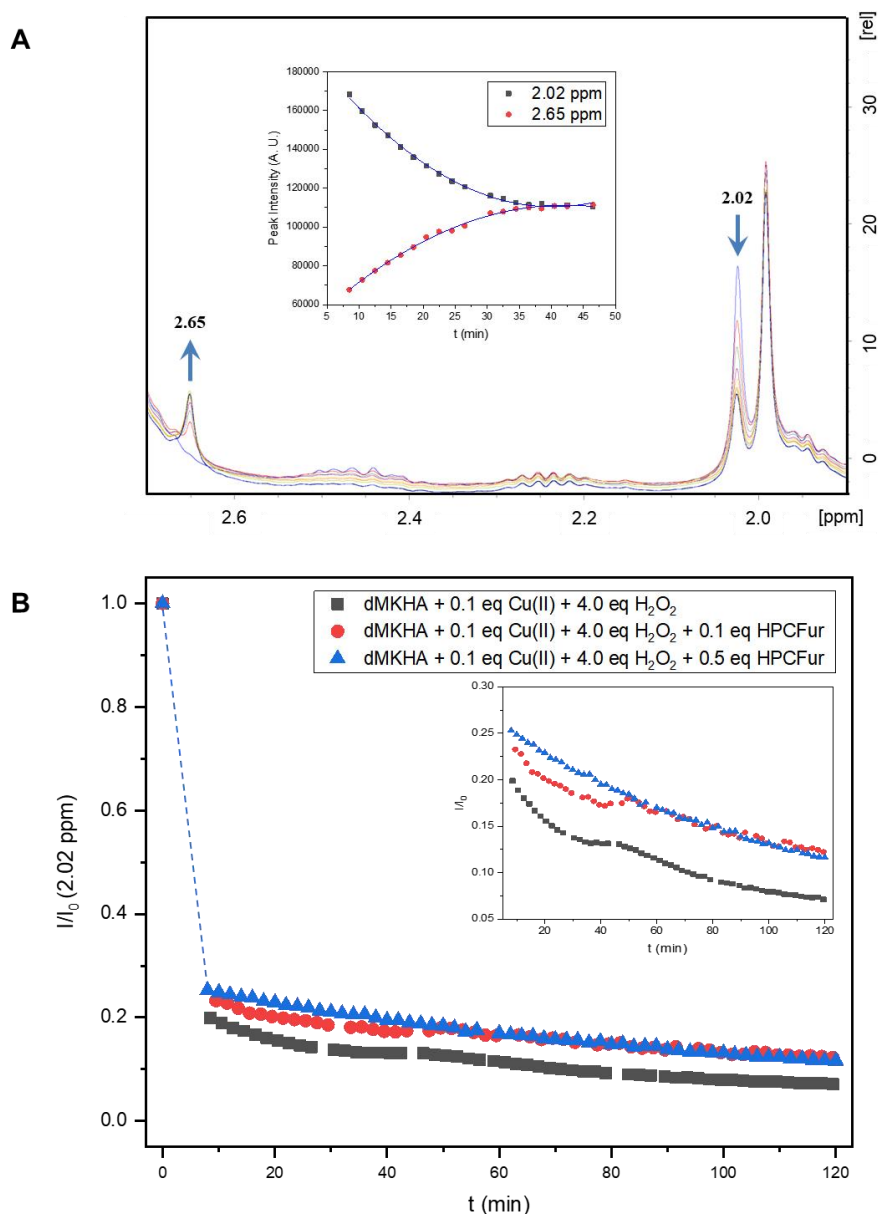 A
[rel]
180000
160000
140000
120000
100000
80000
60000
Peak Intensity (A. U.)
2.02 ppm
2.65 ppm
5 10 15 20 25 30 35 40 45 50
t (min)
2.65
2.02
30
20
10
0
2.6 2.4 2.2 2.0 [ppm]
B
1.0
0.8
0.6
0.4
0.2
0.0
I/I₀ (2.02 ppm)
dMKHA + 0.1 eq Cu(II) + 4.0 eq H₂O₂
dMKHA + 0.1 eq Cu(II) + 4.0 eq H₂O₂ + 0.1 eq HPCFur
dMKHA + 0.1 eq Cu(II) + 4.0 eq H₂O₂ + 0.5 eq HPCFur
0.30
0.25
0.20
0.15
0.10
0.05
I/I₀
20 40 60 80 100 120
t (min)
0 20 40 60 80 100 120
t (min)